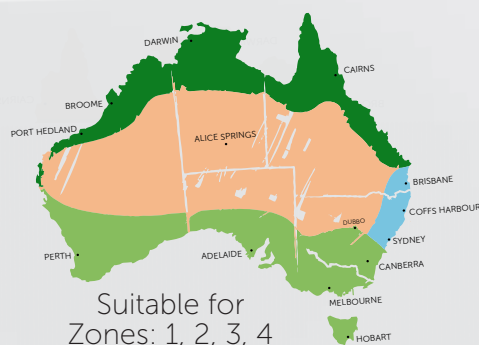 DARWIN
CAIRNS
BROOME
PORT HEDLAND
ALICE SPRINGS
BRISBANE
COFFS HARBOUR
DUBBO
SYDNEY
PERTH
ADELAIDE
CANBERRA
MELBOURNE
Suitable for
Zones: 1, 2, 3, 4
HOBART